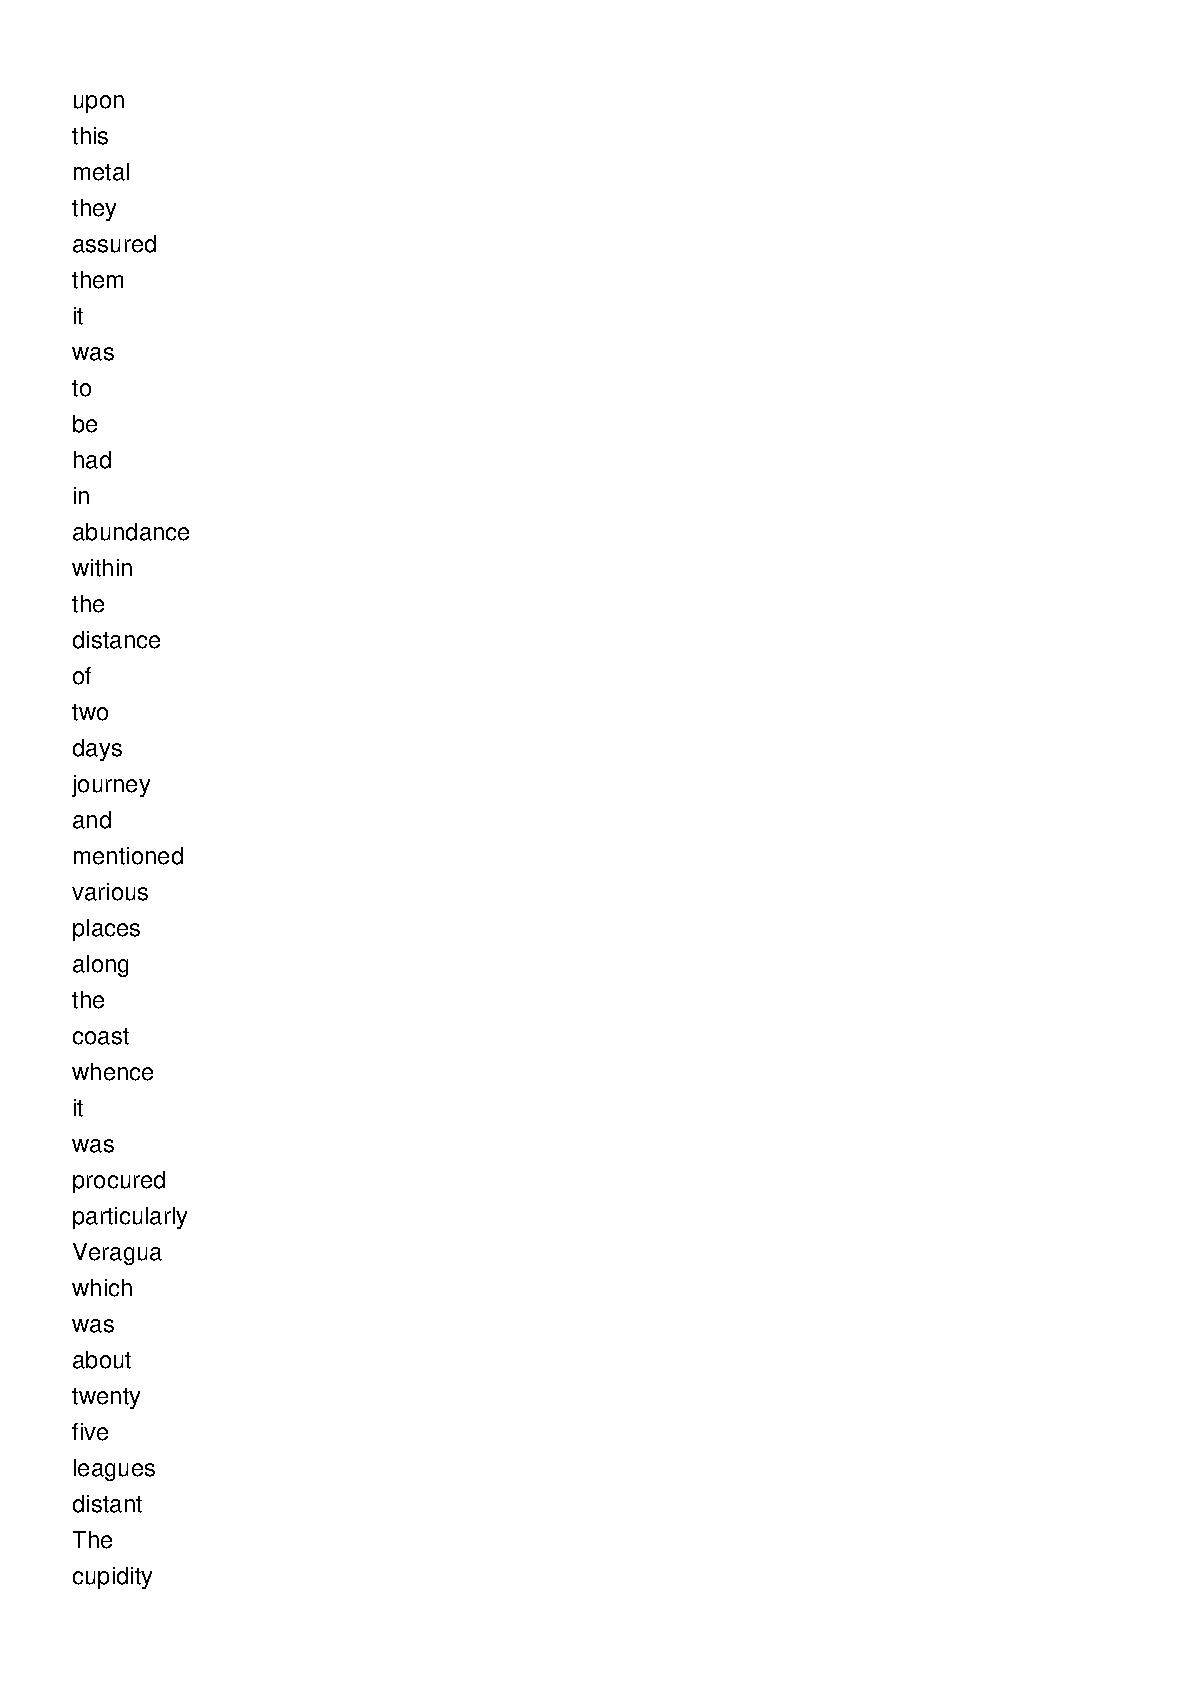 upon
this
metal
they
assured
them
it
was
to
be
had
in
abundance
within
the
distance
of
two
days
journey
and
mentioned
various
places
along
the
coast
whence
it
was
procured
particularly
Veragua
which
was
about
twenty
five
leagues
distant
The
cupidity